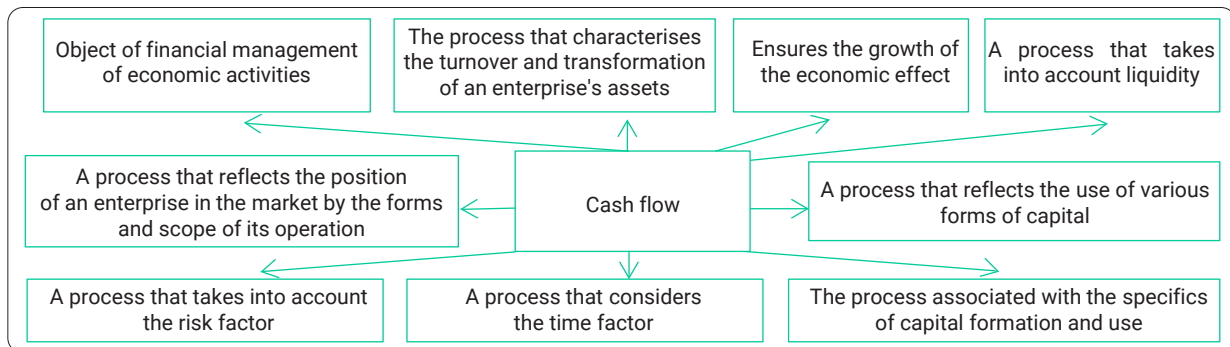 Object of financial management
of economic activities
The process that characterises
the turnover and transformation
of an enterprise's assets
Ensures the growth of
the economic effect
A process that takes
into account liquidity
A process that reflects the position
of an enterprise in the market by the forms
and scope of its operation
Cash flow
A process that reflects the use of various
forms of capital
A process that takes into account
the risk factor
A process that considers
the time factor
The process associated with the specifics
of capital formation and use